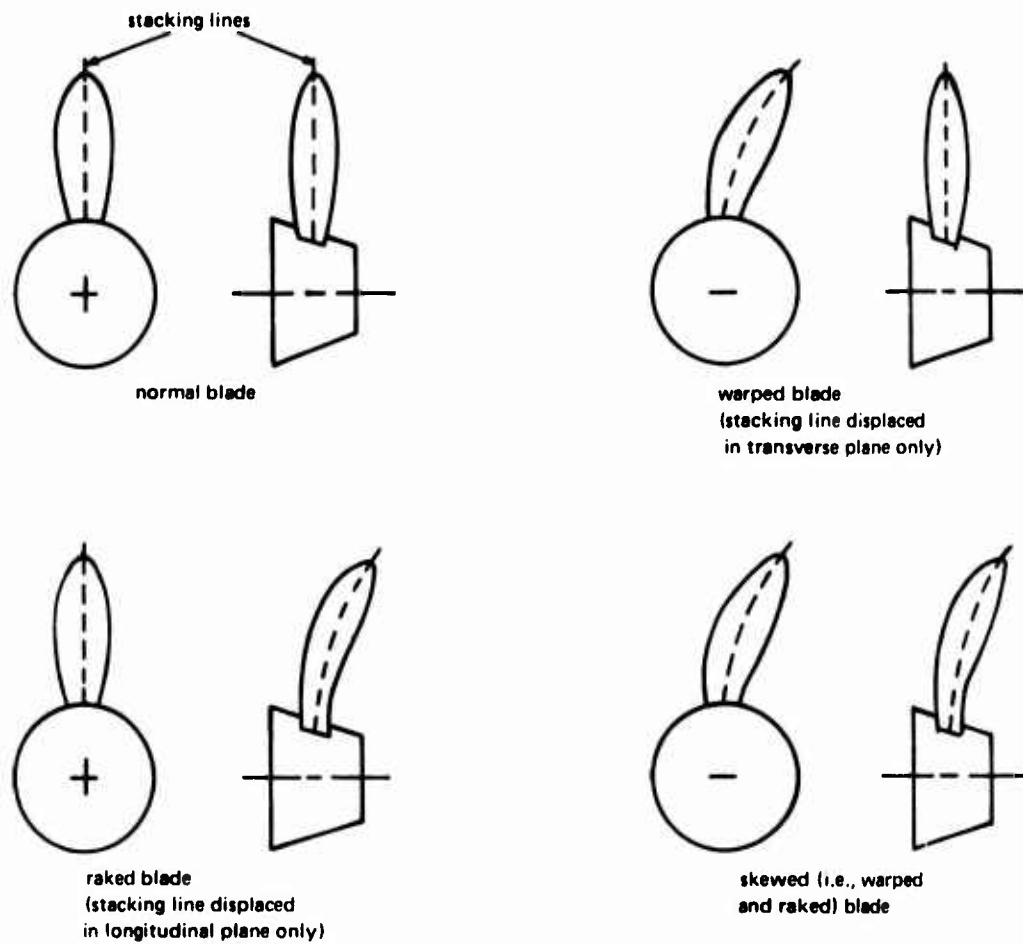 stacking lines
normal blade
warped blade
(stacking line displaced
in transverse plane only)
raked blade
(stacking line displaced
in longitudinal plane only)
skewed (i.e., warped
and raked) blade